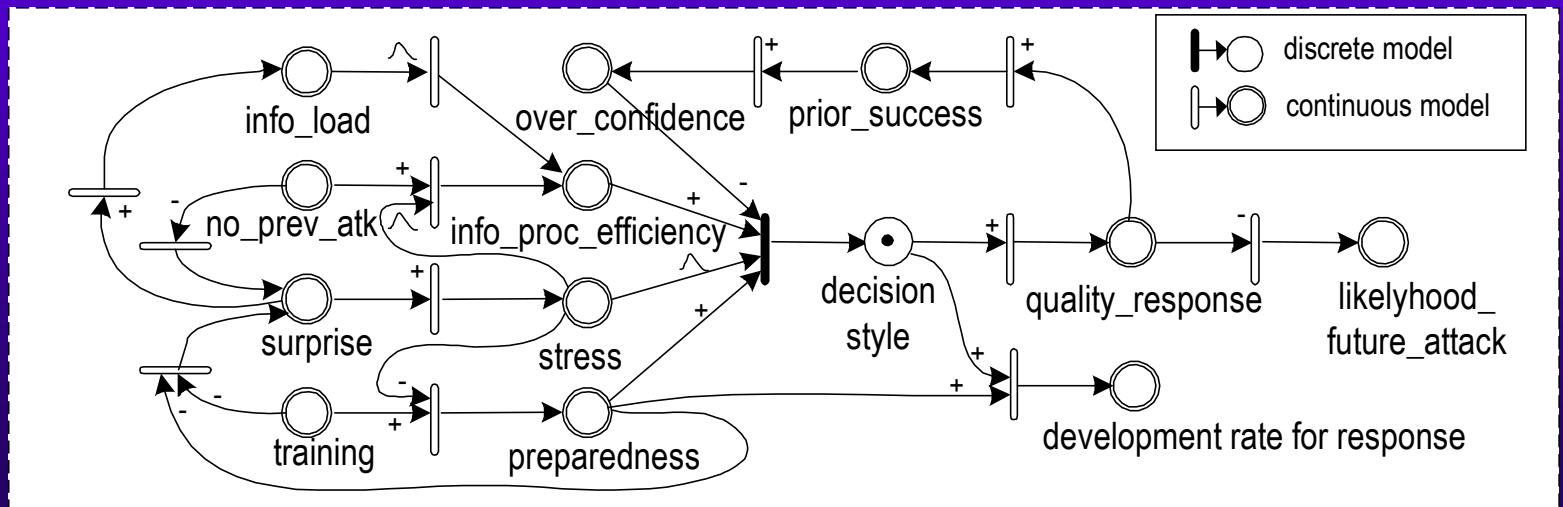 discrete model
continuous model
info_load
over_confidence
prior_success
no_prev_atk
info_proc_efficiency
surprise
stress
decision
style
quality_response
likelyhood_
future_attack
training
preparedness
development rate for response
+
+
+
+
-
-
+
+
+
-
+
+
-
-
-
+
+
+